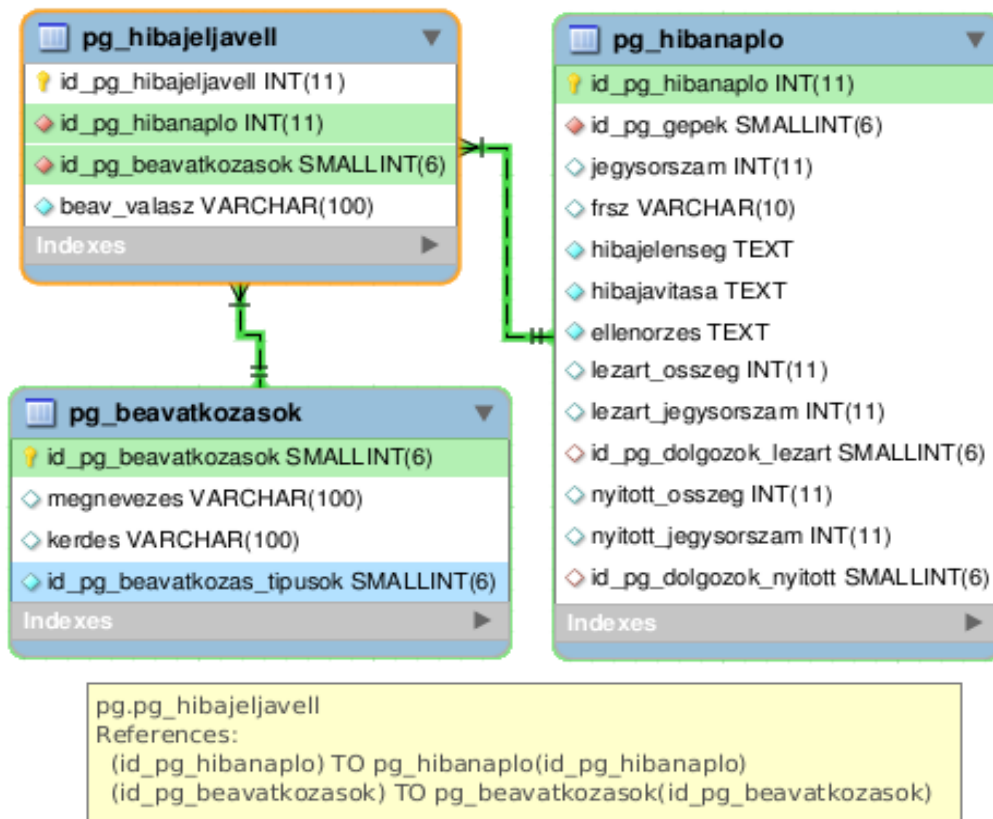 pg_hibajeljavell
id_pg_hibajeljavell INT(11)
id_pg_hibanaplo INT(11)
id_pg_beavatkozasok SMALLINT(6)
beav_valasz VARCHAR(100)
Indexes
pg_beavatkozasok
id_pg_beavatkozasok SMALLINT(6)
megnevezes VARCHAR(100)
kerdes VARCHAR(100)
id_pg_beavatkozas_tipusok SMALLINT(6)
Indexes
pg_hibanaplo
id_pg_hibanaplo INT(11)
id_pg_gepek SMALLINT(6)
jegysorszam INT(11)
frsz VARCHAR(10)
hibajelenseg TEXT
hibajavitasa TEXT
ellenorzes TEXT
lezart_osszeg INT(11)
lezart_jegysorszam INT(11)
id_pg_dolgozok_lezart SMALLINT(6)
nyitott_osszeg INT(11)
nyitott_jegysorszam INT(11)
id_pg_dolgozok_nyitott SMALLINT(6)
Indexes
pg.pg_hibajeljavell
References:
(id_pg_hibanaplo) TO pg_hibanaplo(id_pg_hibanaplo)
(id_pg_beavatkozasok) TO pg_beavatkozasok(id_pg_beavatkozasok)